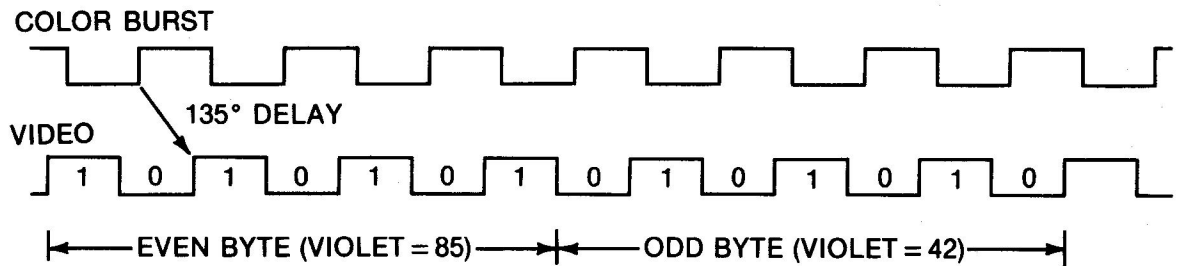 COLOR BURST
135° DELAY
VIDEO
1 0 1 0 1 0 1 0 1 0 1 0 1 0
EVEN BYTE (VIOLET = 85) ODD BYTE (VIOLET = 42)